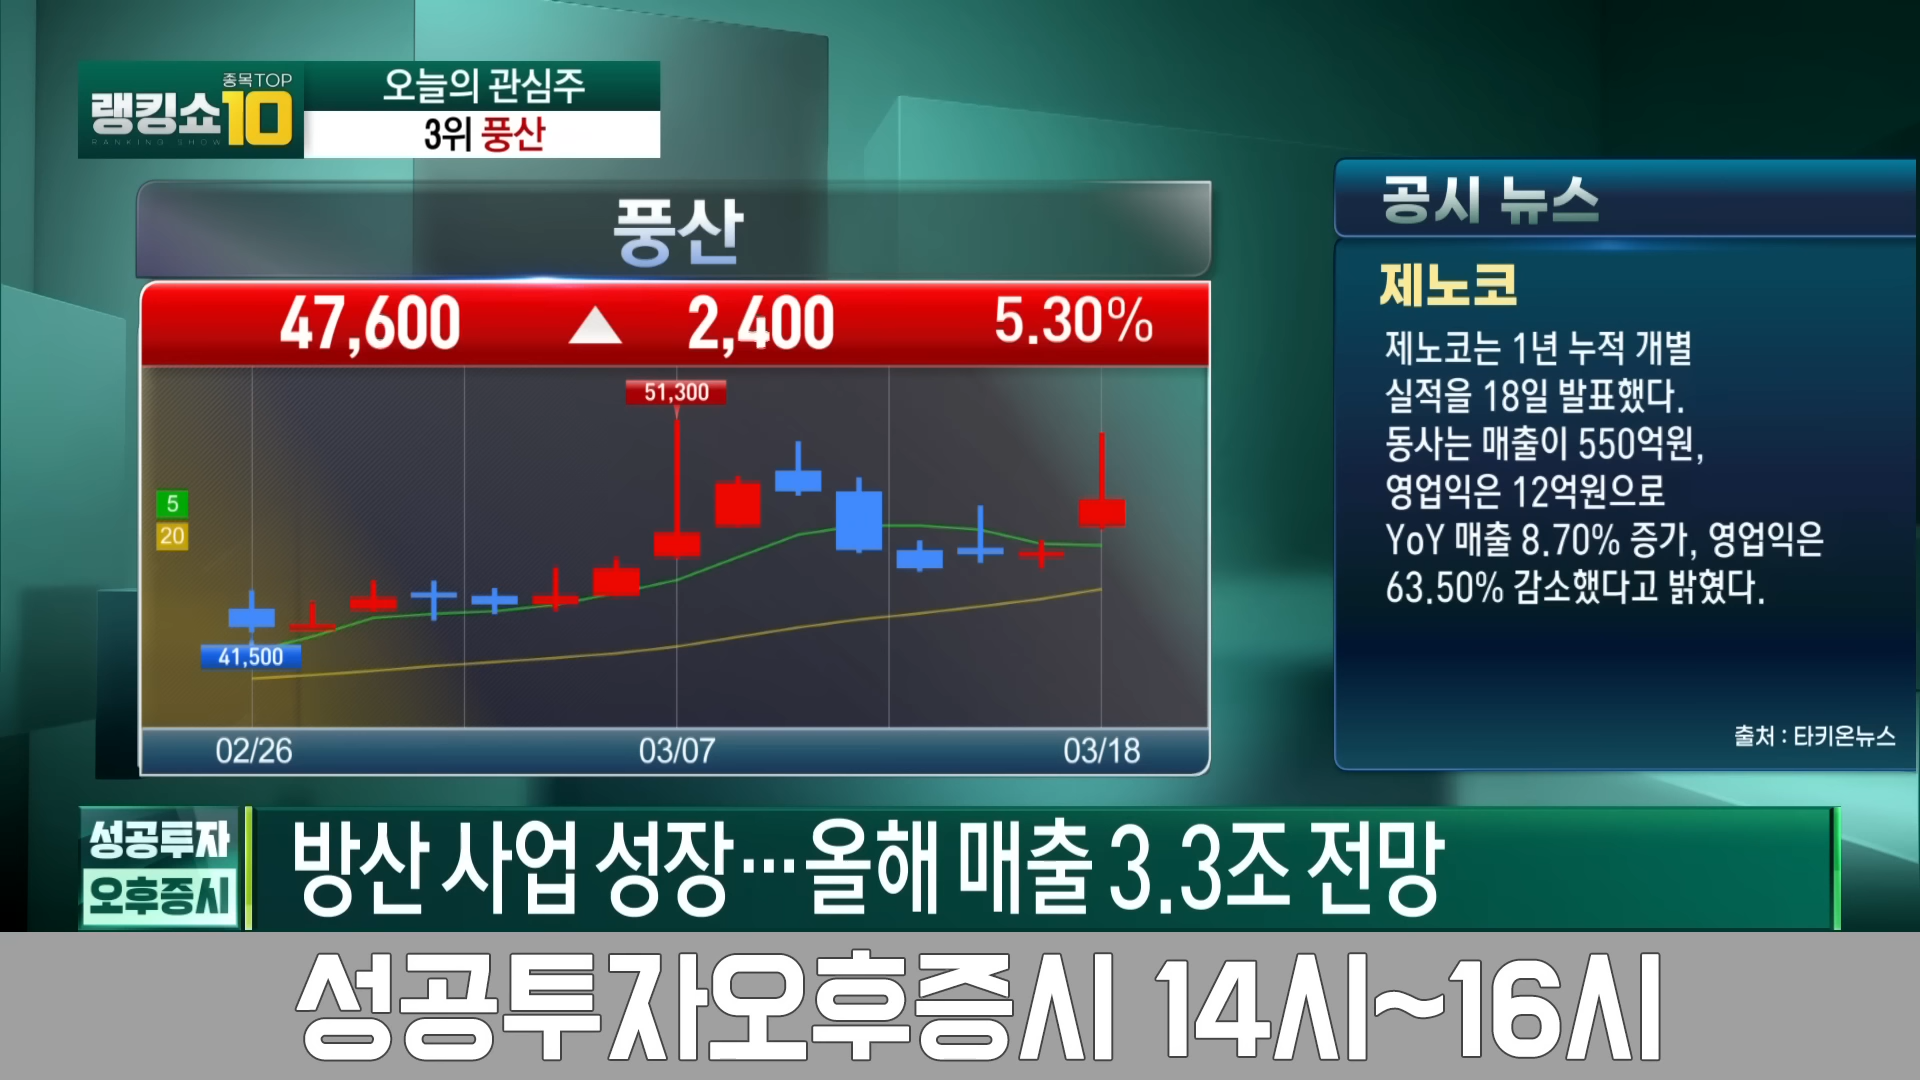 종목TOP
랭킹쇼10
RANKING SHOW
오늘의 관심주
3위 풍산
풍산
47,600 ▲ 2,400 5.30%
51,300
5
20
41,500
02/26 03/07 03/18
공시 뉴스
제노코
제노코는 1년 누적 개별
실적을 18일 발표했다.
동사는 매출이 550억원,
영업익은 12억원으로
YoY 매출 8.70% 증가, 영업익은
63.50% 감소했다고 밝혔다.
출처 : 타키온뉴스
성공투자
오후증시
방산 사업 성장…올해 매출 3.3조 전망
성공투자오후증시 14시~16시